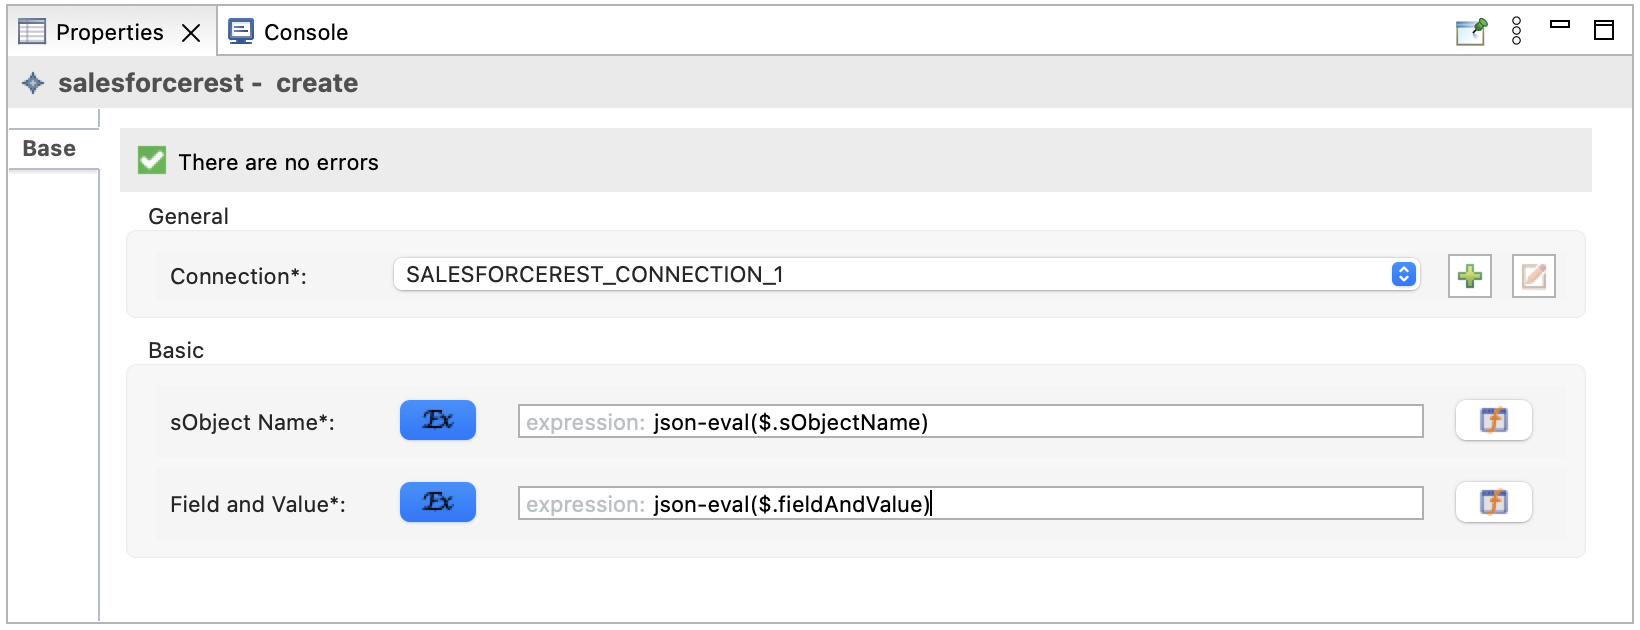 Properties Console
salesforcerest - create
Base
There are no errors
General
Connection*: SALESFORCEREST_CONNECTION_1
Basic
sObject Name*: Ex expression: json-eval($.sObjectName) f
Field and Value*: Ex expression: json-eval($.fieldAndValue) f